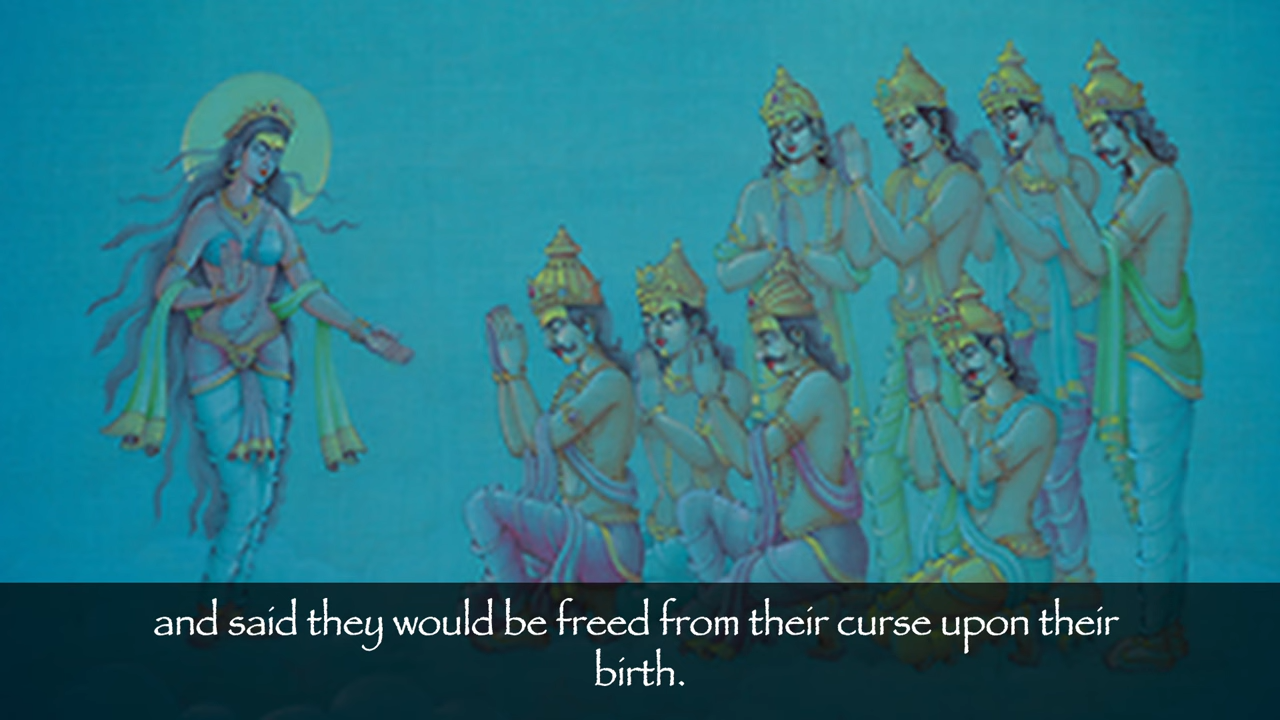 and said they would be freed from their curse upon their
birth.